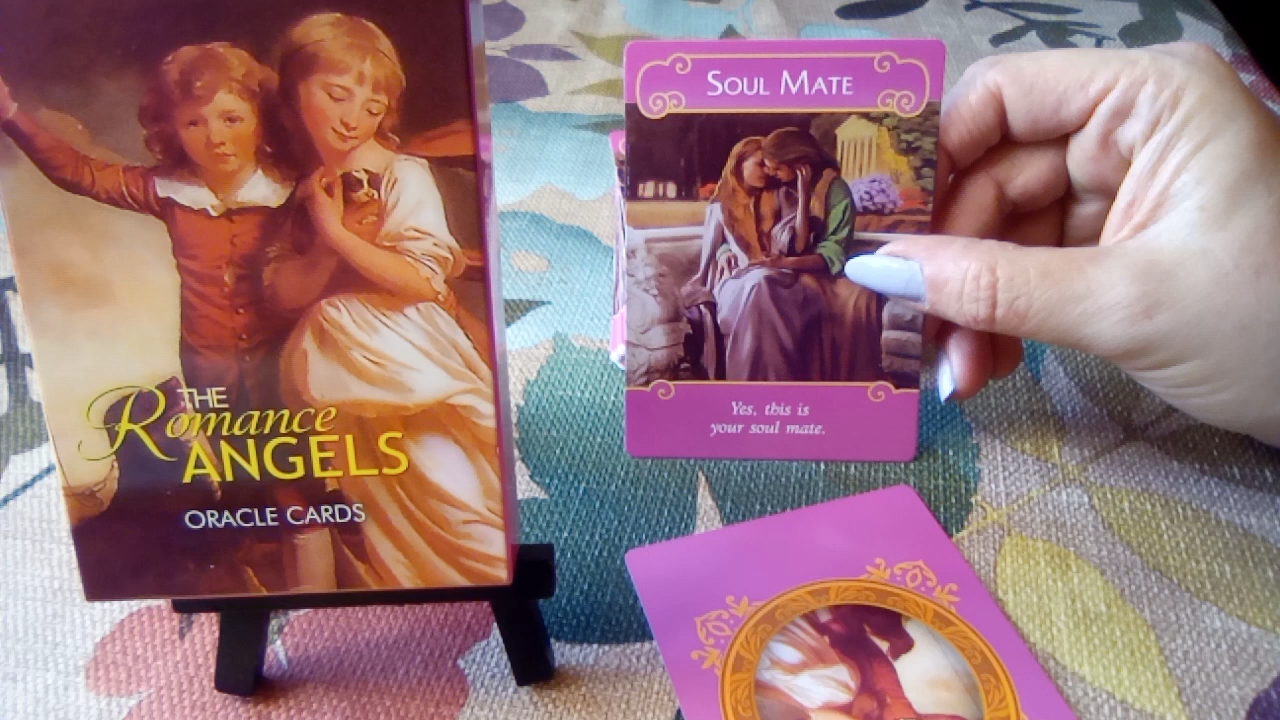 THE
Romance
ANGELS
ORACLE CARDS
SOUL MATE
Yes, this is
your soul mate.